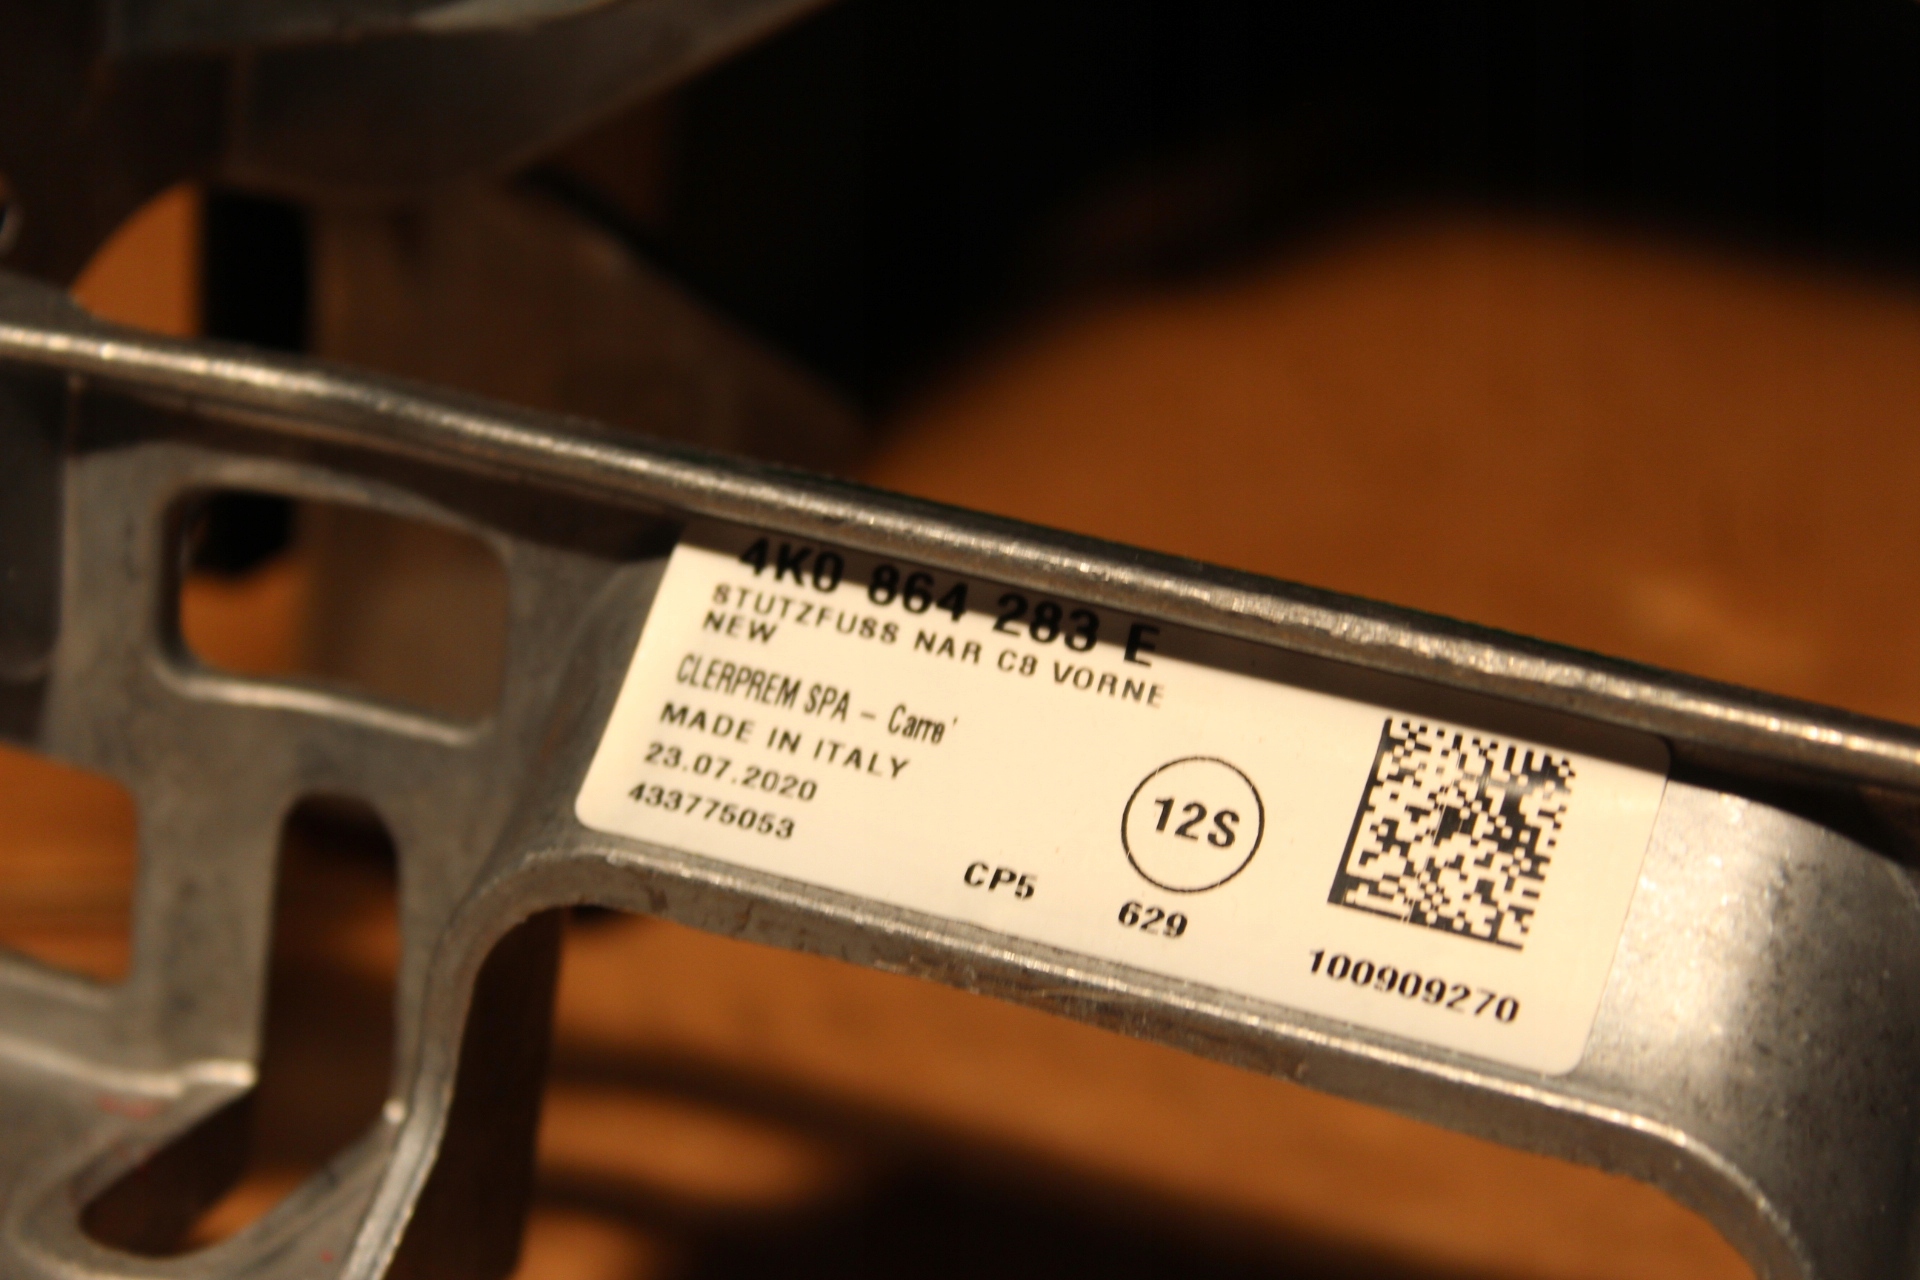 4K0 864 283 E
STUTZFUSS NAR C8 VORNE
NEW
CLERPREM SPA - Carre'
MADE IN ITALY
23.07.2020
433775053
CP5
12S
629
100909270